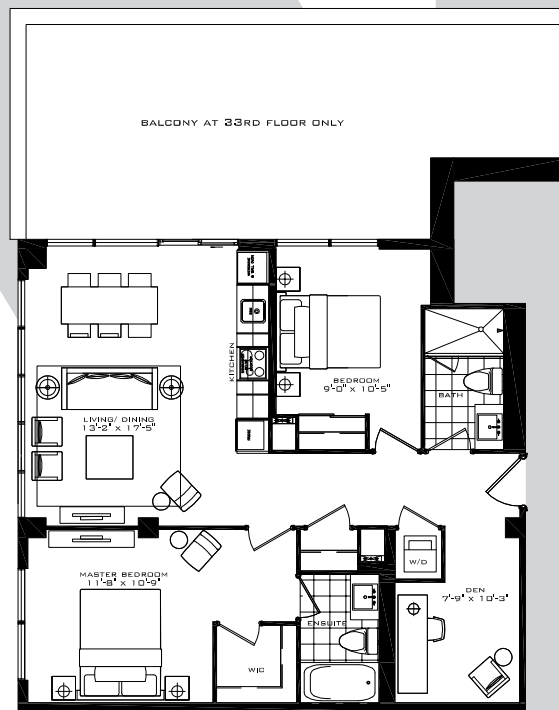 BALCONY AT 33RD FLOOR ONLY
KITCHEN
BEDROOM
9'-0" x 10'-5"
BATH
LIVING/ DINING
13'-2" x 17'-5"
W/D
MASTER BEDROOM
11'-8" x 10'-9"
DEN
7'-9" x 10'-3"
ENSUITE
W|C